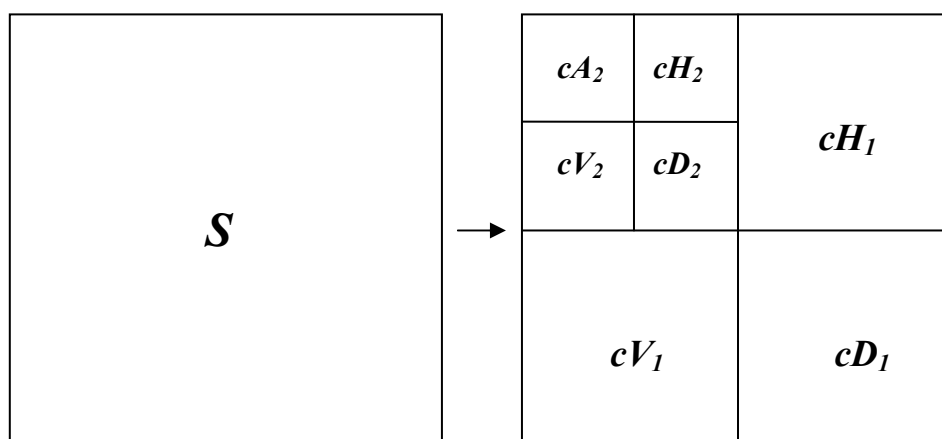 S
cA₂ cH₂
cH₁
cV₂ cD₂
cV₁ cD₁